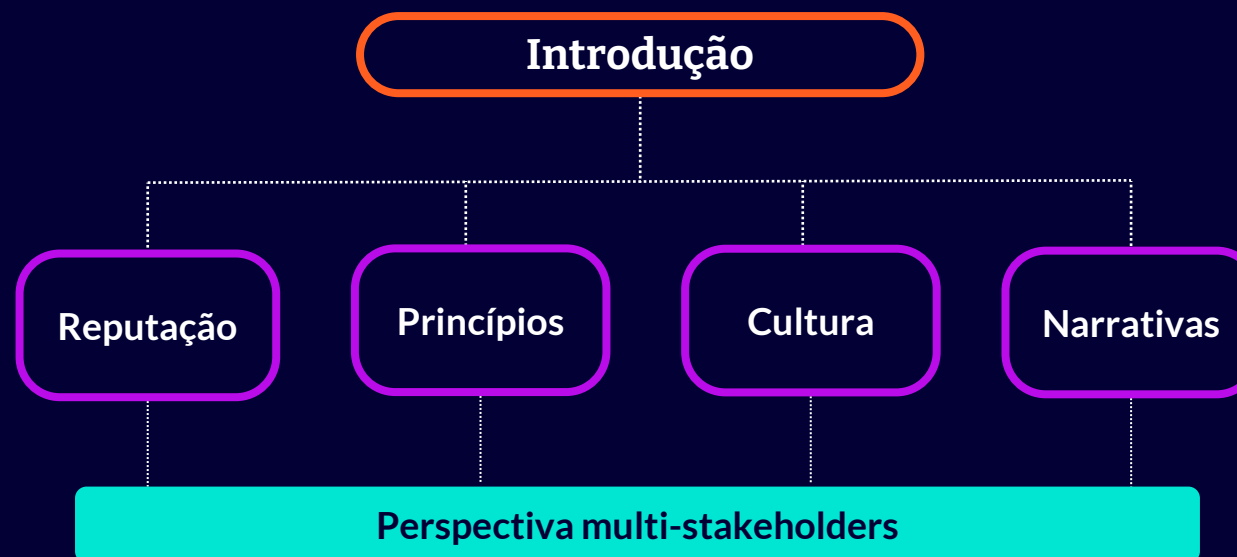 Introdução
Reputação
Princípios
Cultura
Narrativas
Perspectiva multi-stakeholders